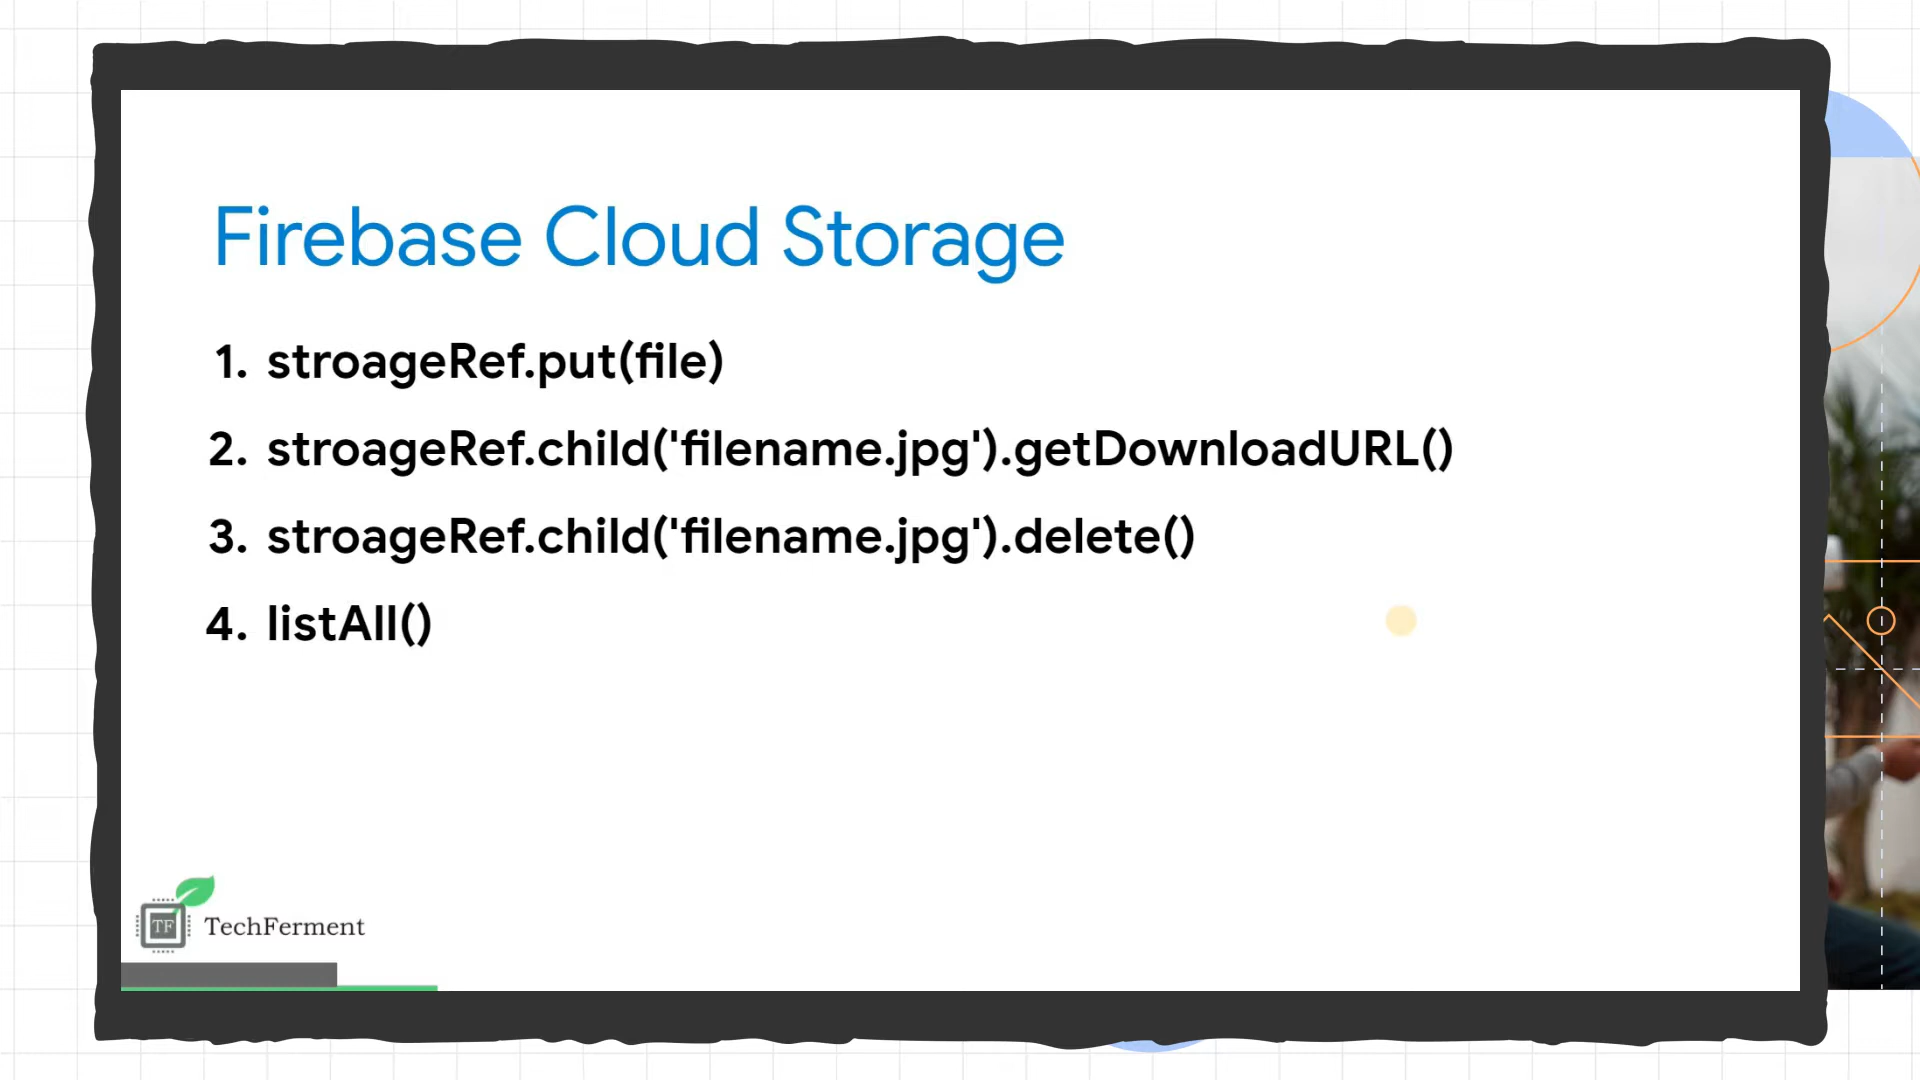 Firebase Cloud Storage
1. stroageRef.put(file)
2. stroageRef.child('filename.jpg').getDownloadURL()
3. stroageRef.child('filename.jpg').delete()
4. listAll()
TF
TechFerment